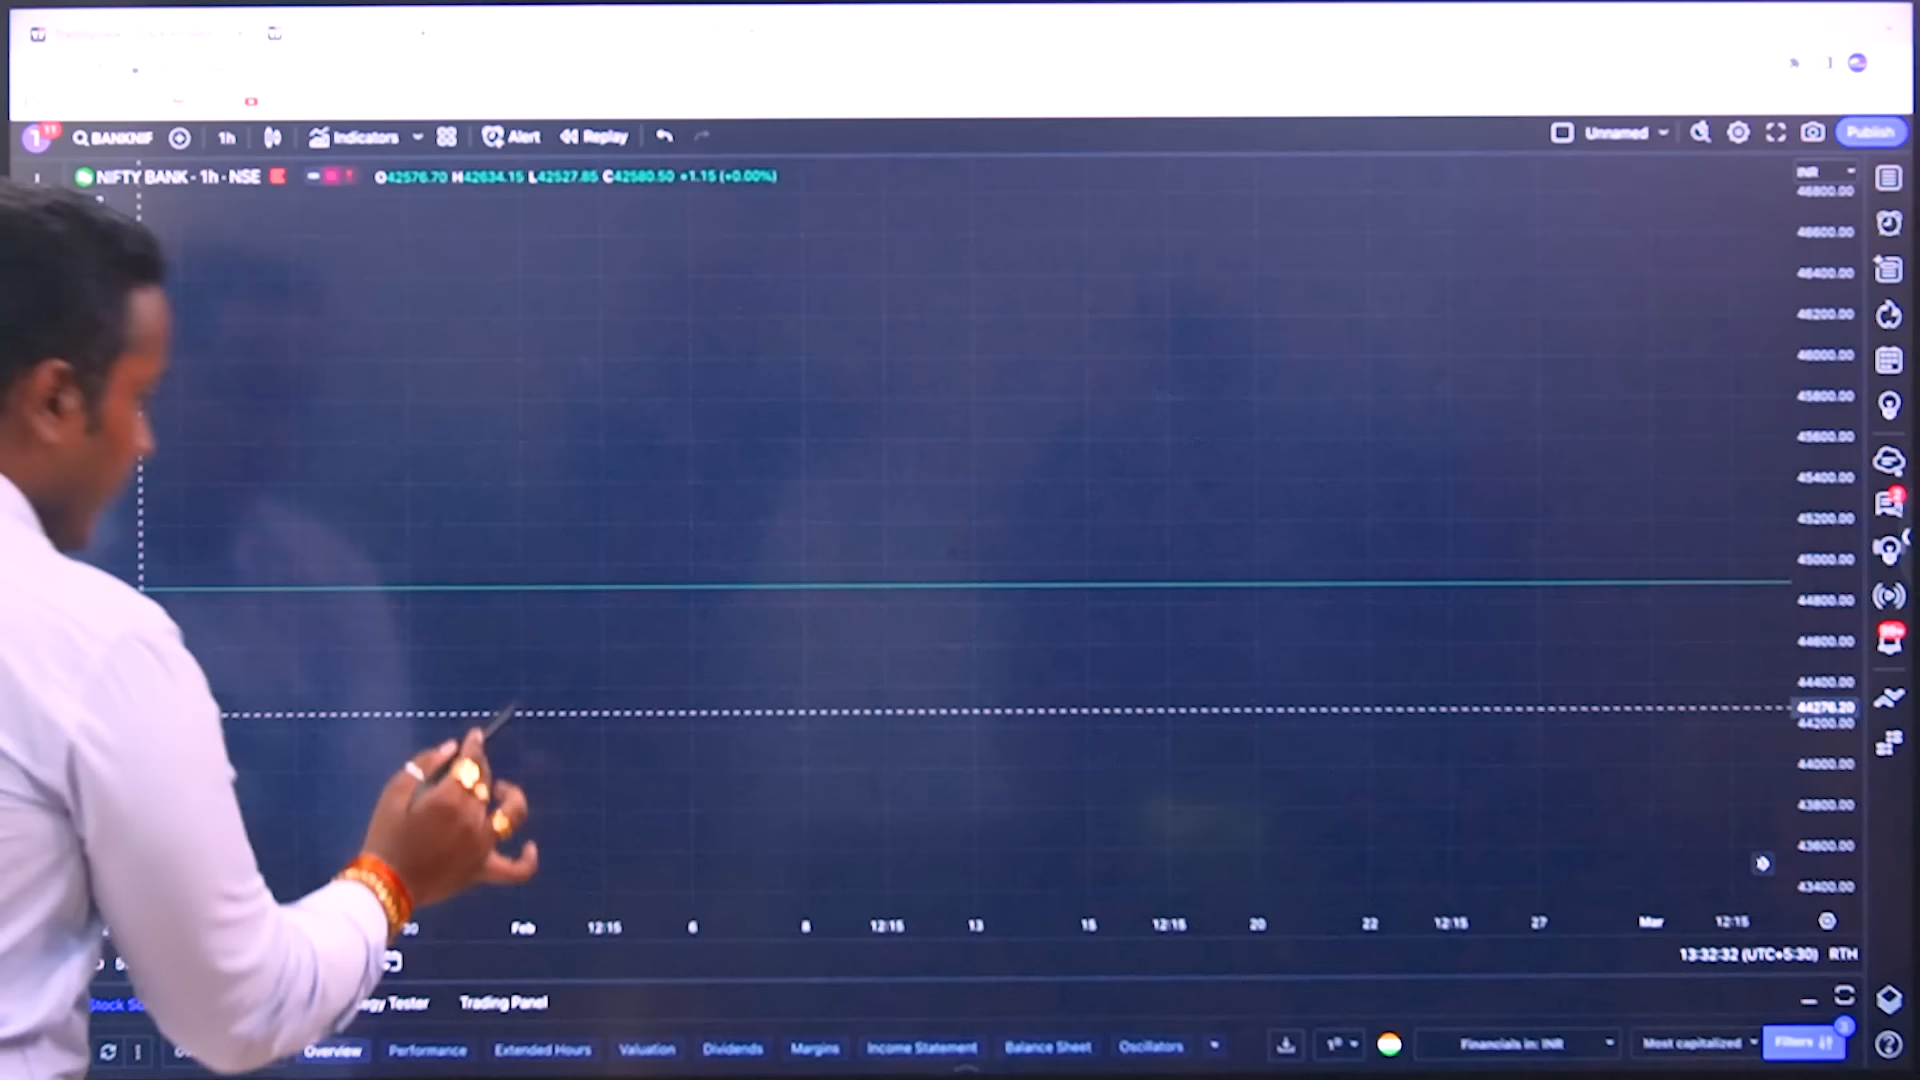 11
BANKNIF 1h Indicators Alert Replay Unnamed Publish
NIFTY BANK - 1h - NSE O42576.70 H42634.15 L42527.85 C42580.50 +1.15 (+0.00%)
INR
46800.00
46600.00
46400.00
46200.00
46000.00
45800.00
45600.00
45400.00
45200.00
45000.00
44800.00
44600.00
44400.00
44276.20
44200.00
44000.00
43800.00
43600.00
43400.00
30 Feb 12:15 6 8 12:15 13 15 12:15 20 22 12:15 27 Mar 12:15
13:32:32 (UTC+5:30) RTH
Stock Tester Trading Panel
Overview Performance Extended Hours Valuation Dividends Margins Income Statement Balance Sheet Oscillators Financials in: INR Most capitalized Filters